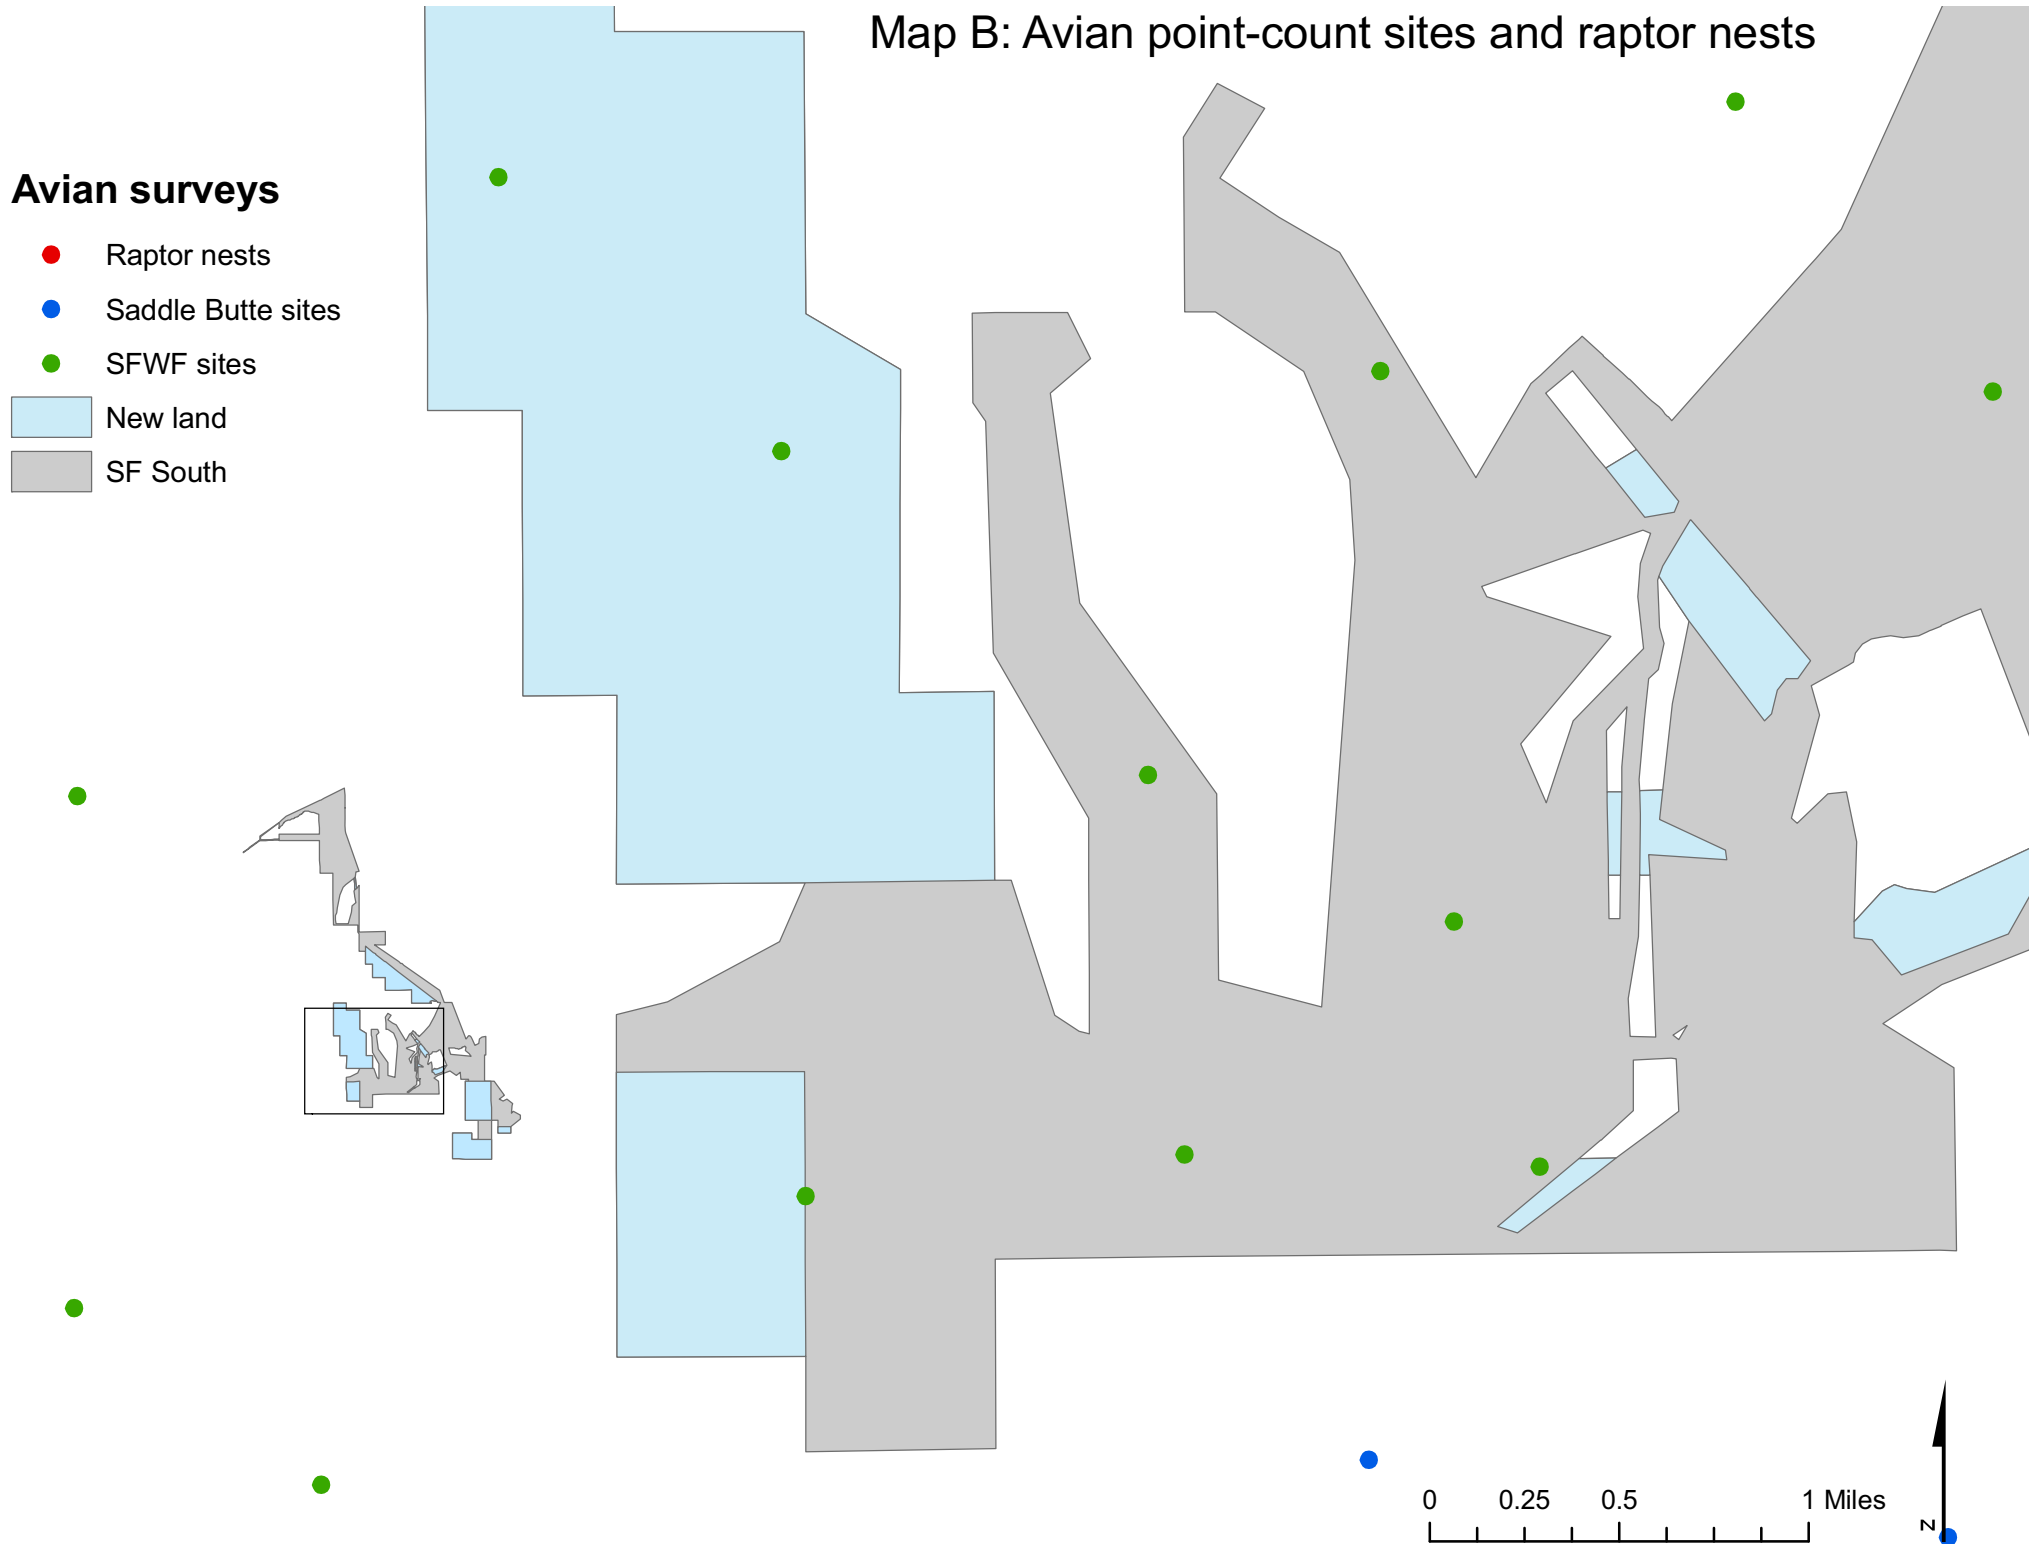 Map B: Avian point-count sites and raptor nests
Avian surveys
Raptor nests
Saddle Butte sites
SFWF sites
New land
SF South
0 0.25 0.5 1 Miles
z